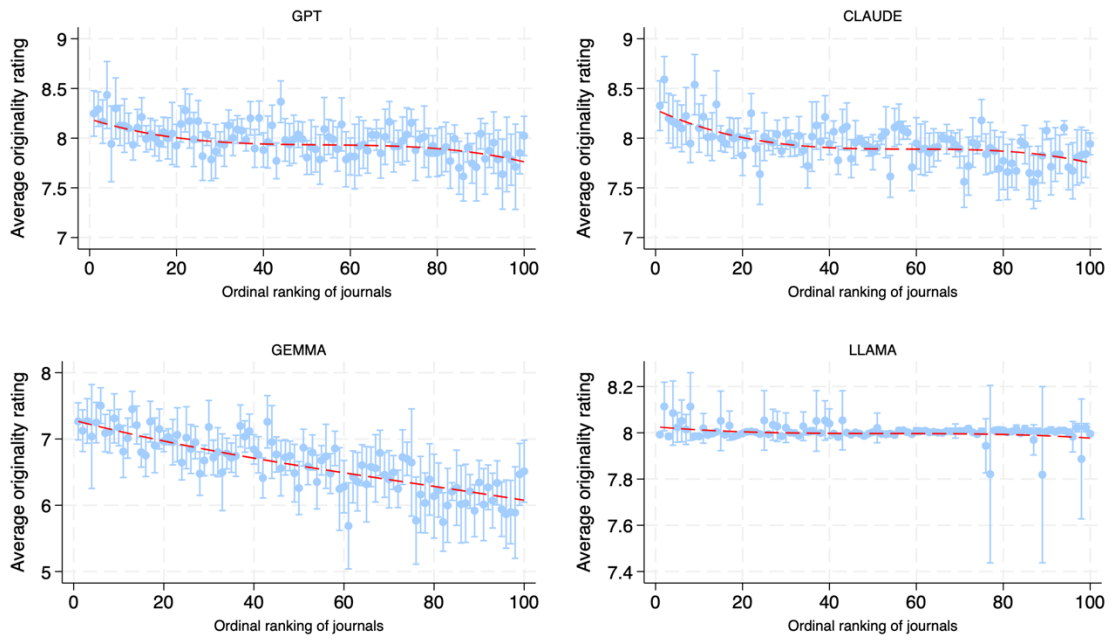 GPT
Average originality rating
9
8.5
8
7.5
7
0 20 40 60 80 100
Ordinal ranking of journals
CLAUDE
Average originality rating
9
8.5
8
7.5
7
0 20 40 60 80 100
Ordinal ranking of journals
GEMMA
Average originality rating
8
7
6
5
0 20 40 60 80 100
Ordinal ranking of journals
LLAMA
Average originality rating
8.2
8
7.8
7.6
7.4
0 20 40 60 80 100
Ordinal ranking of journals